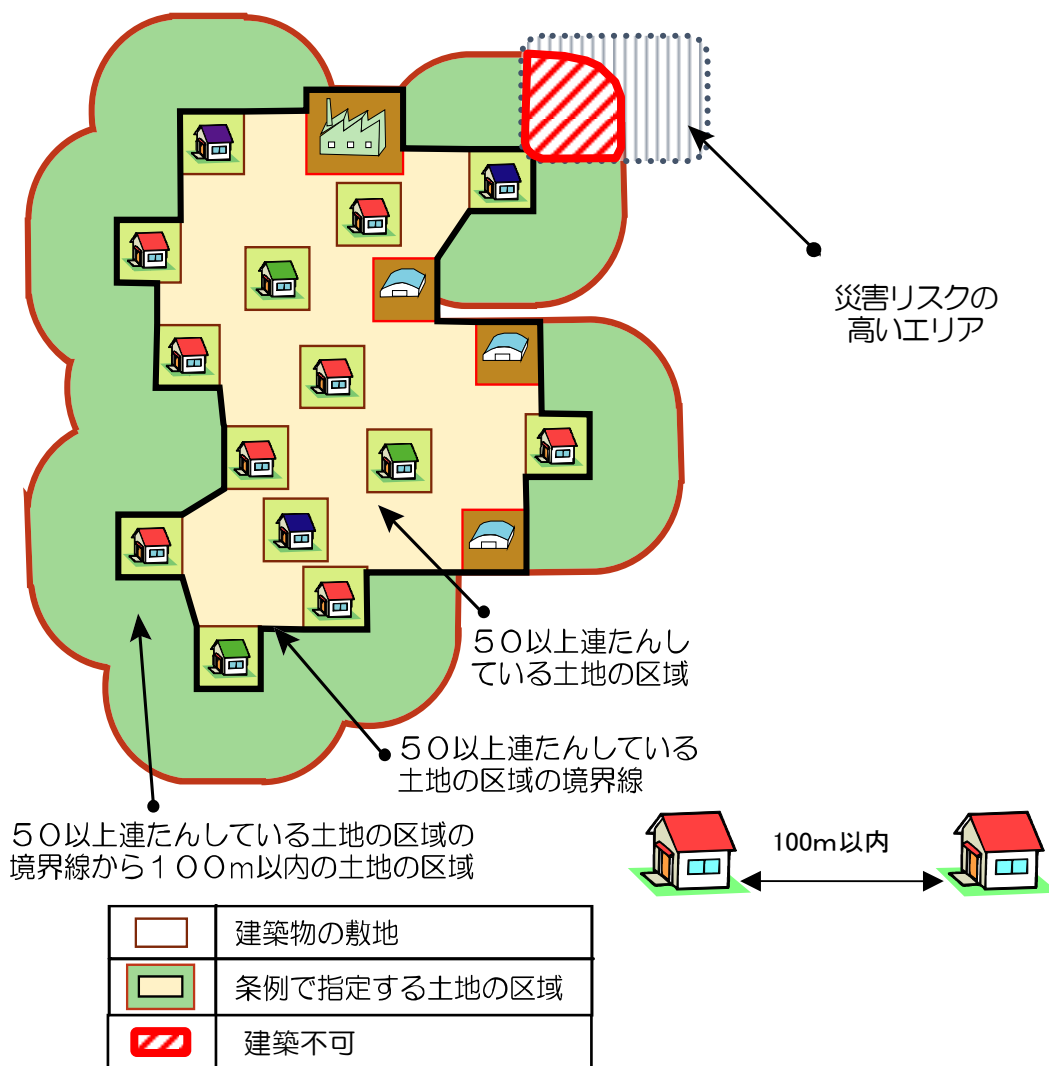 災害リスクの
高いエリア
５０以上連たんし
ている土地の区域
５０以上連たんしている
土地の区域の境界線
５０以上連たんしている土地の区域の
境界線から１００ｍ以内の土地の区域
100m以内
建築物の敷地
条例で指定する土地の区域
建築不可